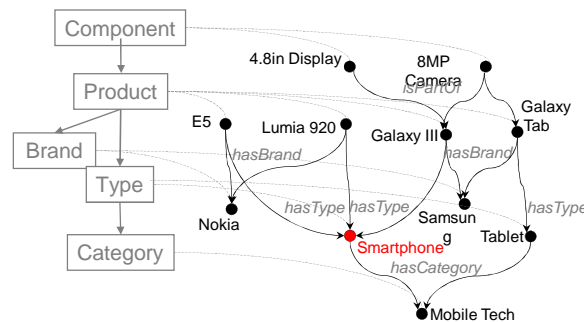 Component
4.8in Display
8MP
Camera
isPartOf
Product
E5
Lumia 920
Galaxy III
Galaxy
Tab
Brand
hasBrand
hasBrand
Type
Nokia
hasType
hasType
Samsun
g
hasType
Smartphone
Tablet
Category
hasCategory
Mobile Tech